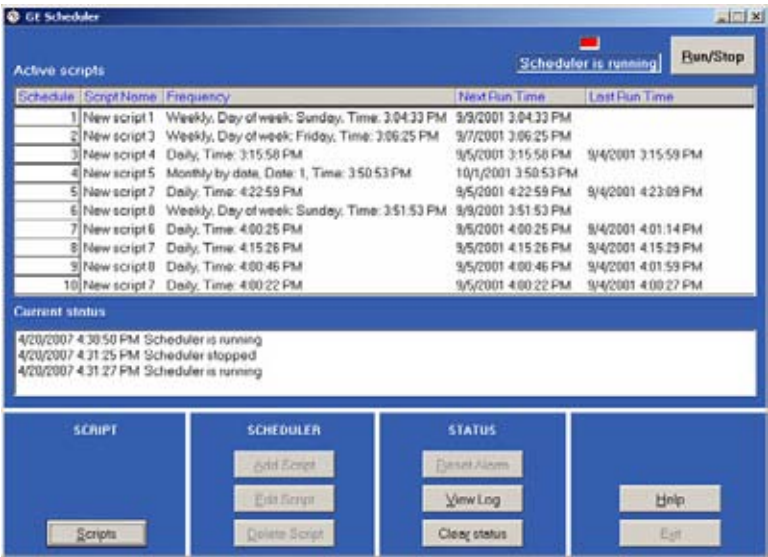 GE Scheduler
Scheduler is running
Run/Stop
Active scripts
Schedule Script Name Frequency Next Run Time Last Run Time
1 New script 1 Weekly, Day of week: Sunday, Time: 3:04:33 PM 9/9/2001 3:04:33 PM
2 New script 3 Weekly, Day of week: Friday, Time: 3:06:25 PM 9/7/2001 3:06:25 PM
3 New script 4 Daily, Time: 3:15:58 PM 9/5/2001 3:15:58 PM 9/4/2001 3:15:59 PM
4 New script 5 Monthly by date, Date: 1, Time: 3:50:53 PM 10/1/2001 3:50:53 PM
5 New script 7 Daily, Time: 4:22:59 PM 9/5/2001 4:22:59 PM 9/4/2001 4:23:09 PM
6 New script 8 Weekly, Day of week: Sunday, Time: 3:51:53 PM 9/9/2001 3:51:53 PM
7 New script 6 Daily, Time: 4:00:25 PM 9/5/2001 4:00:25 PM 9/4/2001 4:01:14 PM
8 New script 7 Daily, Time: 4:15:26 PM 9/5/2001 4:15:26 PM 9/4/2001 4:15:29 PM
9 New script 8 Daily, Time: 4:00:46 PM 9/5/2001 4:00:46 PM 9/4/2001 4:01:59 PM
10 New script 7 Daily, Time: 4:00:22 PM 9/5/2001 4:00:22 PM 9/4/2001 4:00:27 PM
Current status
4/20/2007 4:30:50 PM Scheduler is running
4/20/2007 4:31:25 PM Scheduler stopped
4/20/2007 4:31:27 PM Scheduler is running
SCRIPT SCHEDULER STATUS
Add Script Reset Alarm
Edit Script View Log Help
Scripts Delete Script Clear status Exit